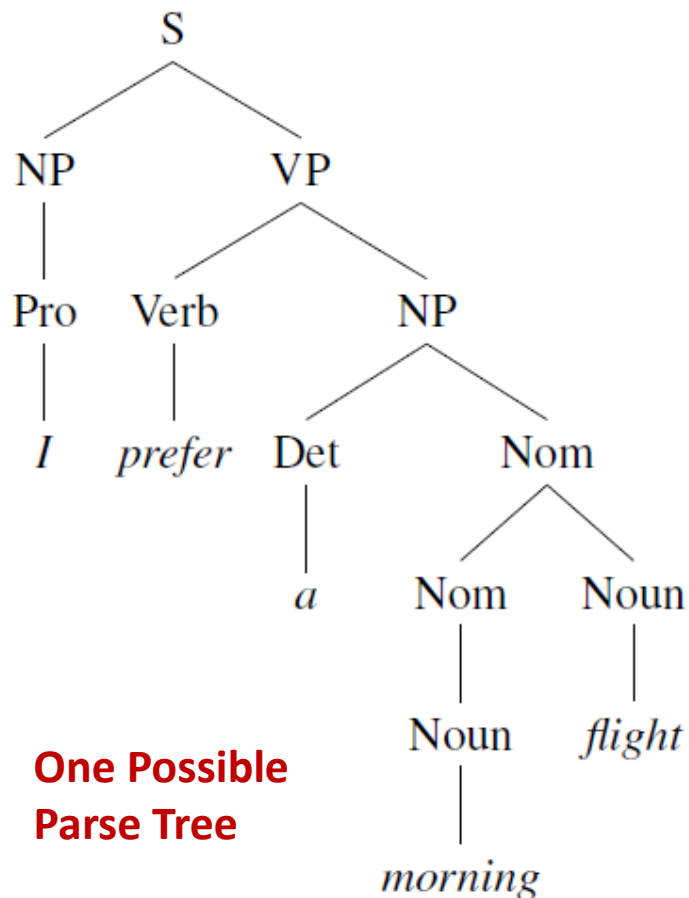 S
NP VP
Pro Verb NP
I prefer Det Nom
a Nom Noun
Noun flight
One Possible
Parse Tree
morning